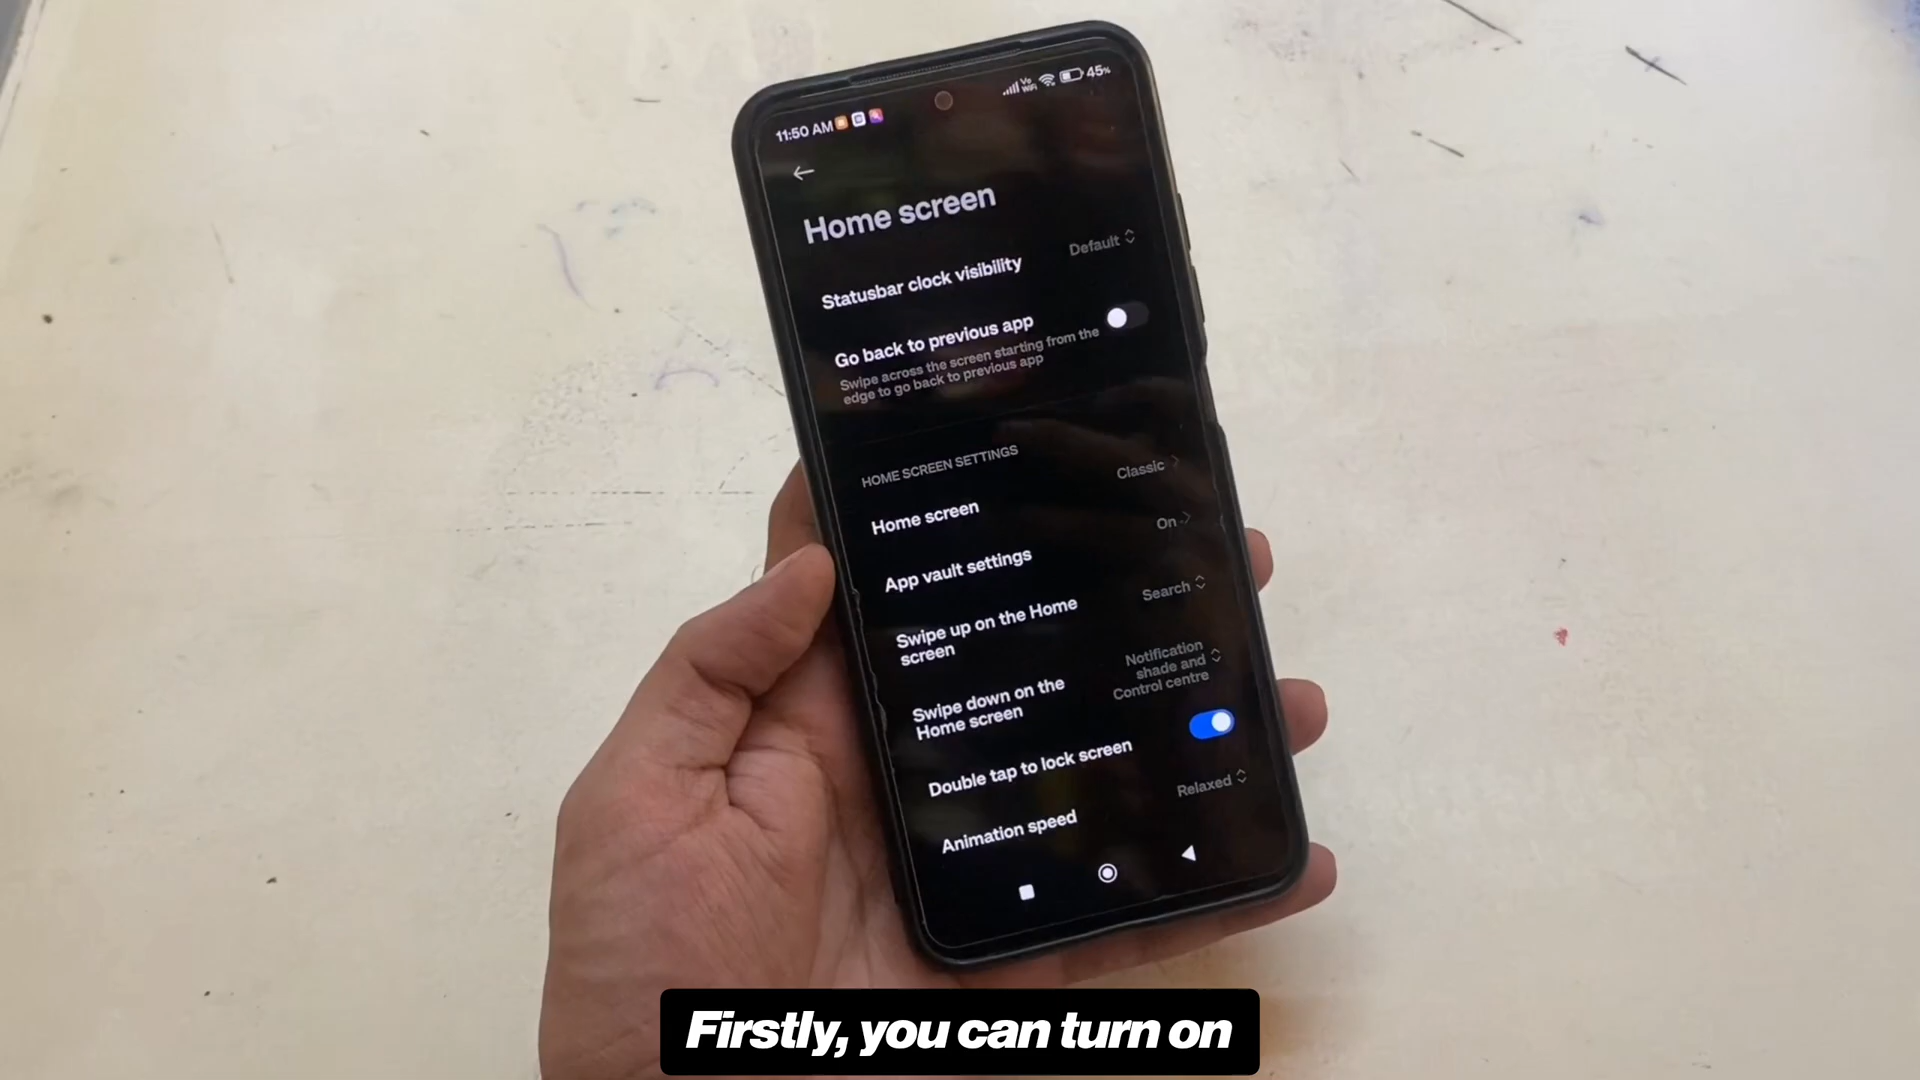 11:50 AM
Vo
WiFi
45%
Home screen
Statusbar clock visibility
Default
Go back to previous app
Swipe across the screen starting from the
edge to go back to previous app
HOME SCREEN SETTINGS
Home screen
Classic
App vault settings
On
Swipe up on the Home
screen
Search
Swipe down on the
Home screen
Notification
shade and
Control centre
Double tap to lock screen
Animation speed
Relaxed
Firstly, you can turn on